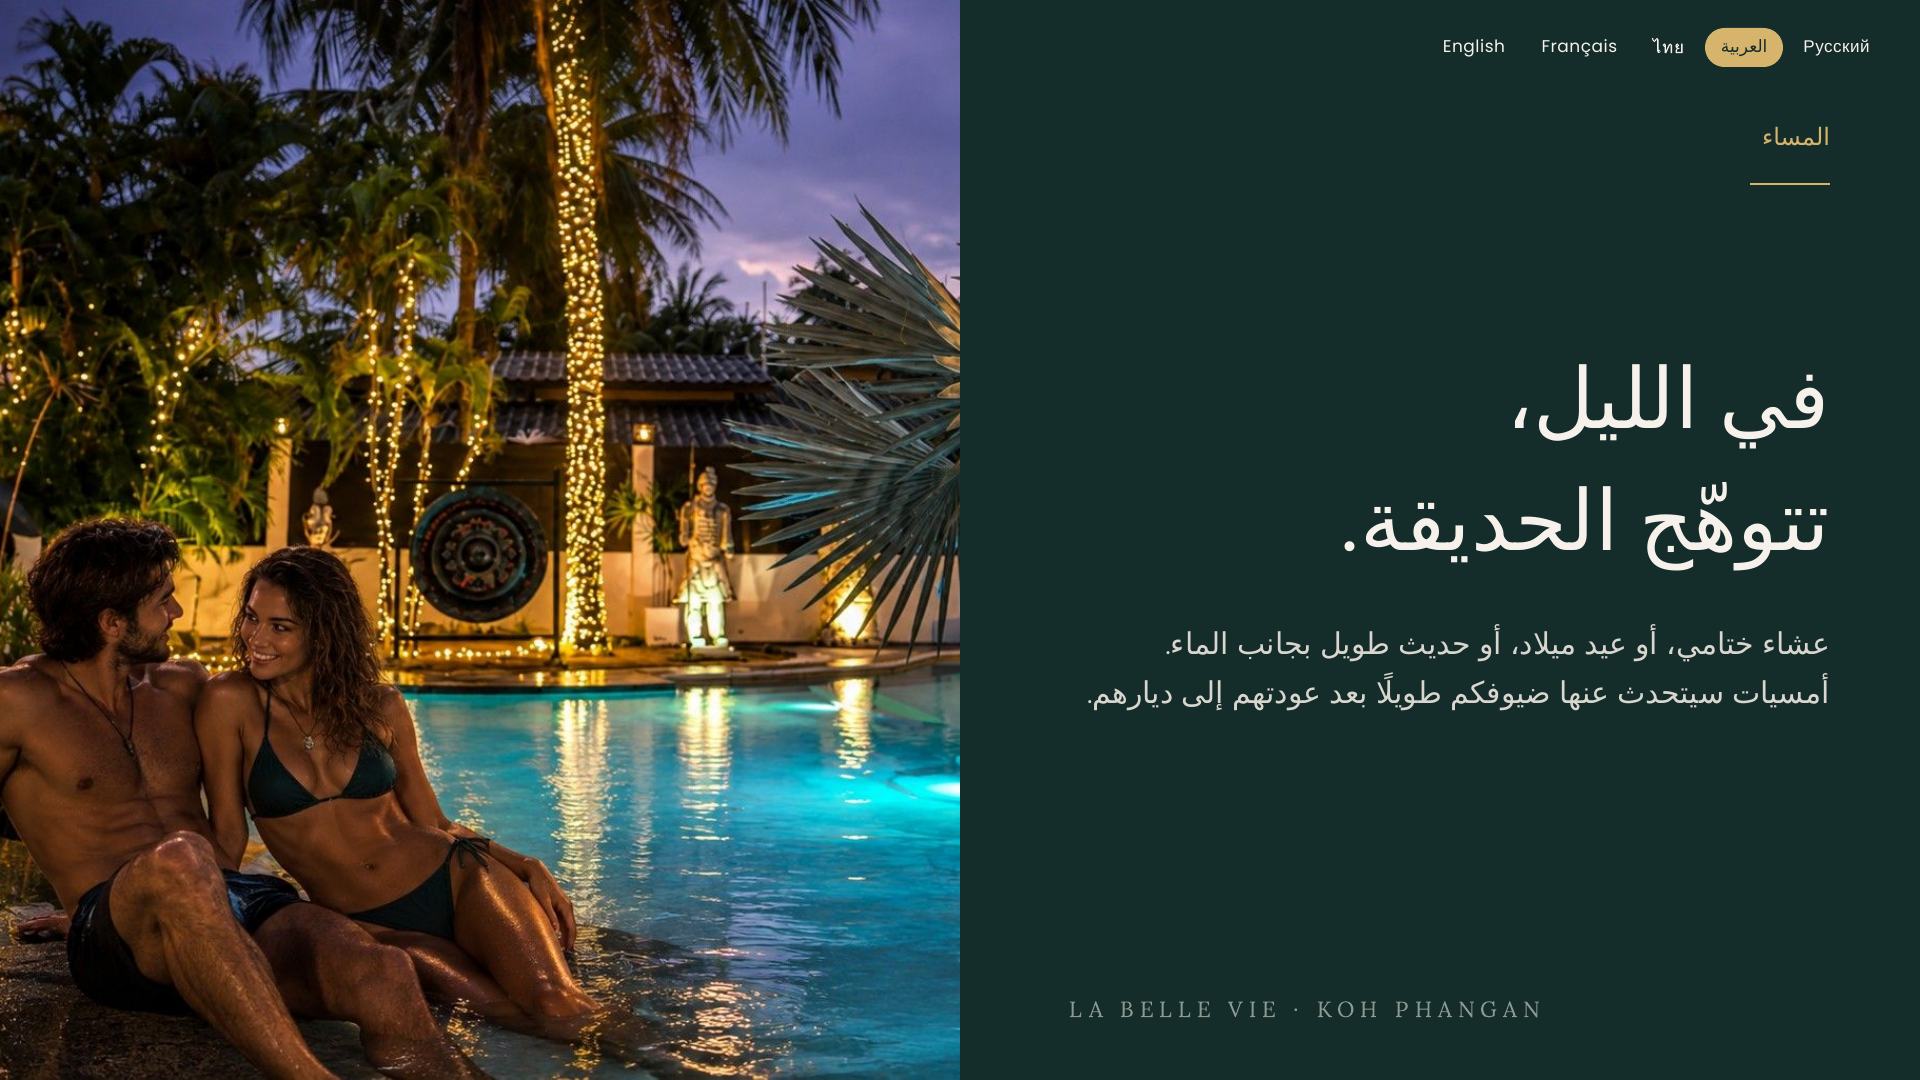 English Français ไทย العربية Русский
المساء
في الليل،
تتوهّج الحديقة.
عشاء ختامي، أو عيد ميلاد، أو حديث طويل بجانب الماء.
أمسيات سيتحدث عنها ضيوفكم طويلًا بعد عودتهم إلى ديارهم.
LA BELLE VIE · KOH PHANGAN